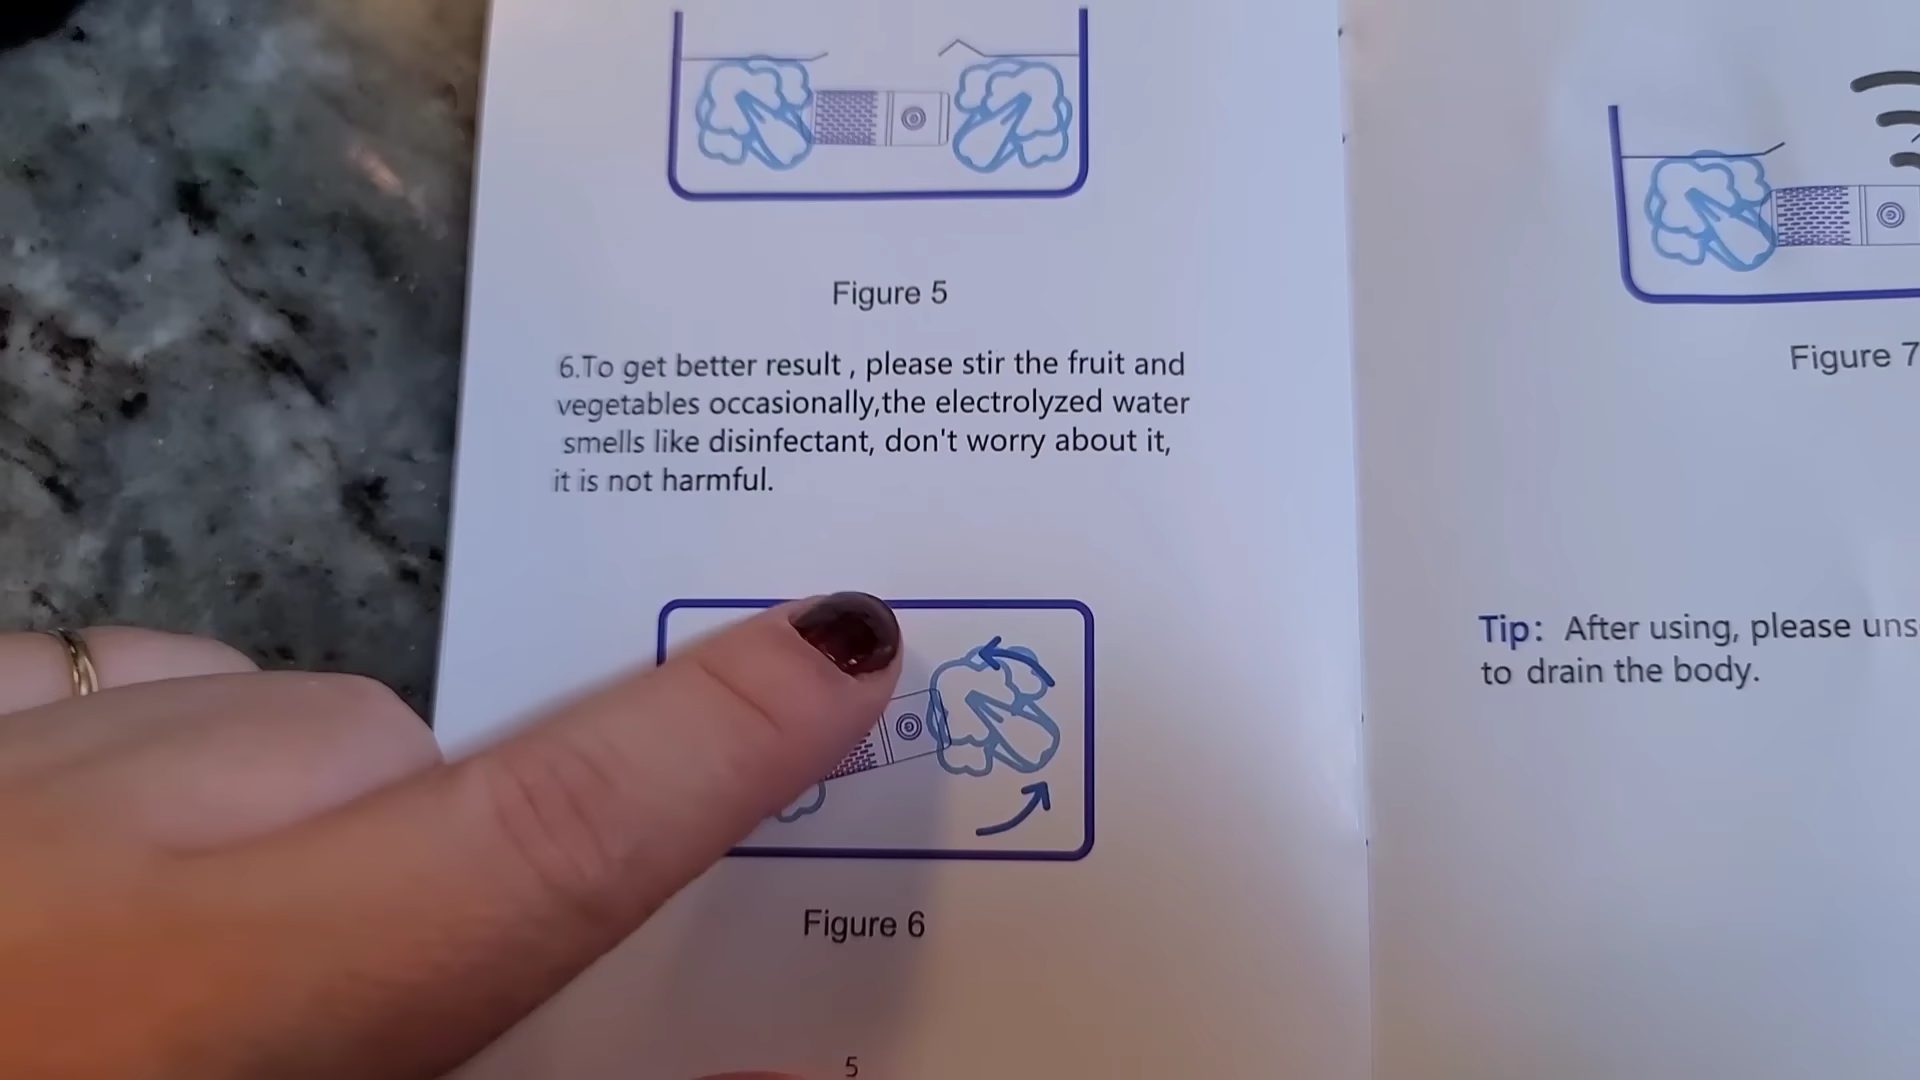 Figure 5
6.To get better result , please stir the fruit and
vegetables occasionally,the electrolyzed water
smells like disinfectant, don't worry about it,
it is not harmful.
Figure 6
5
Figure 7
Tip: After using, please
to drain the body.